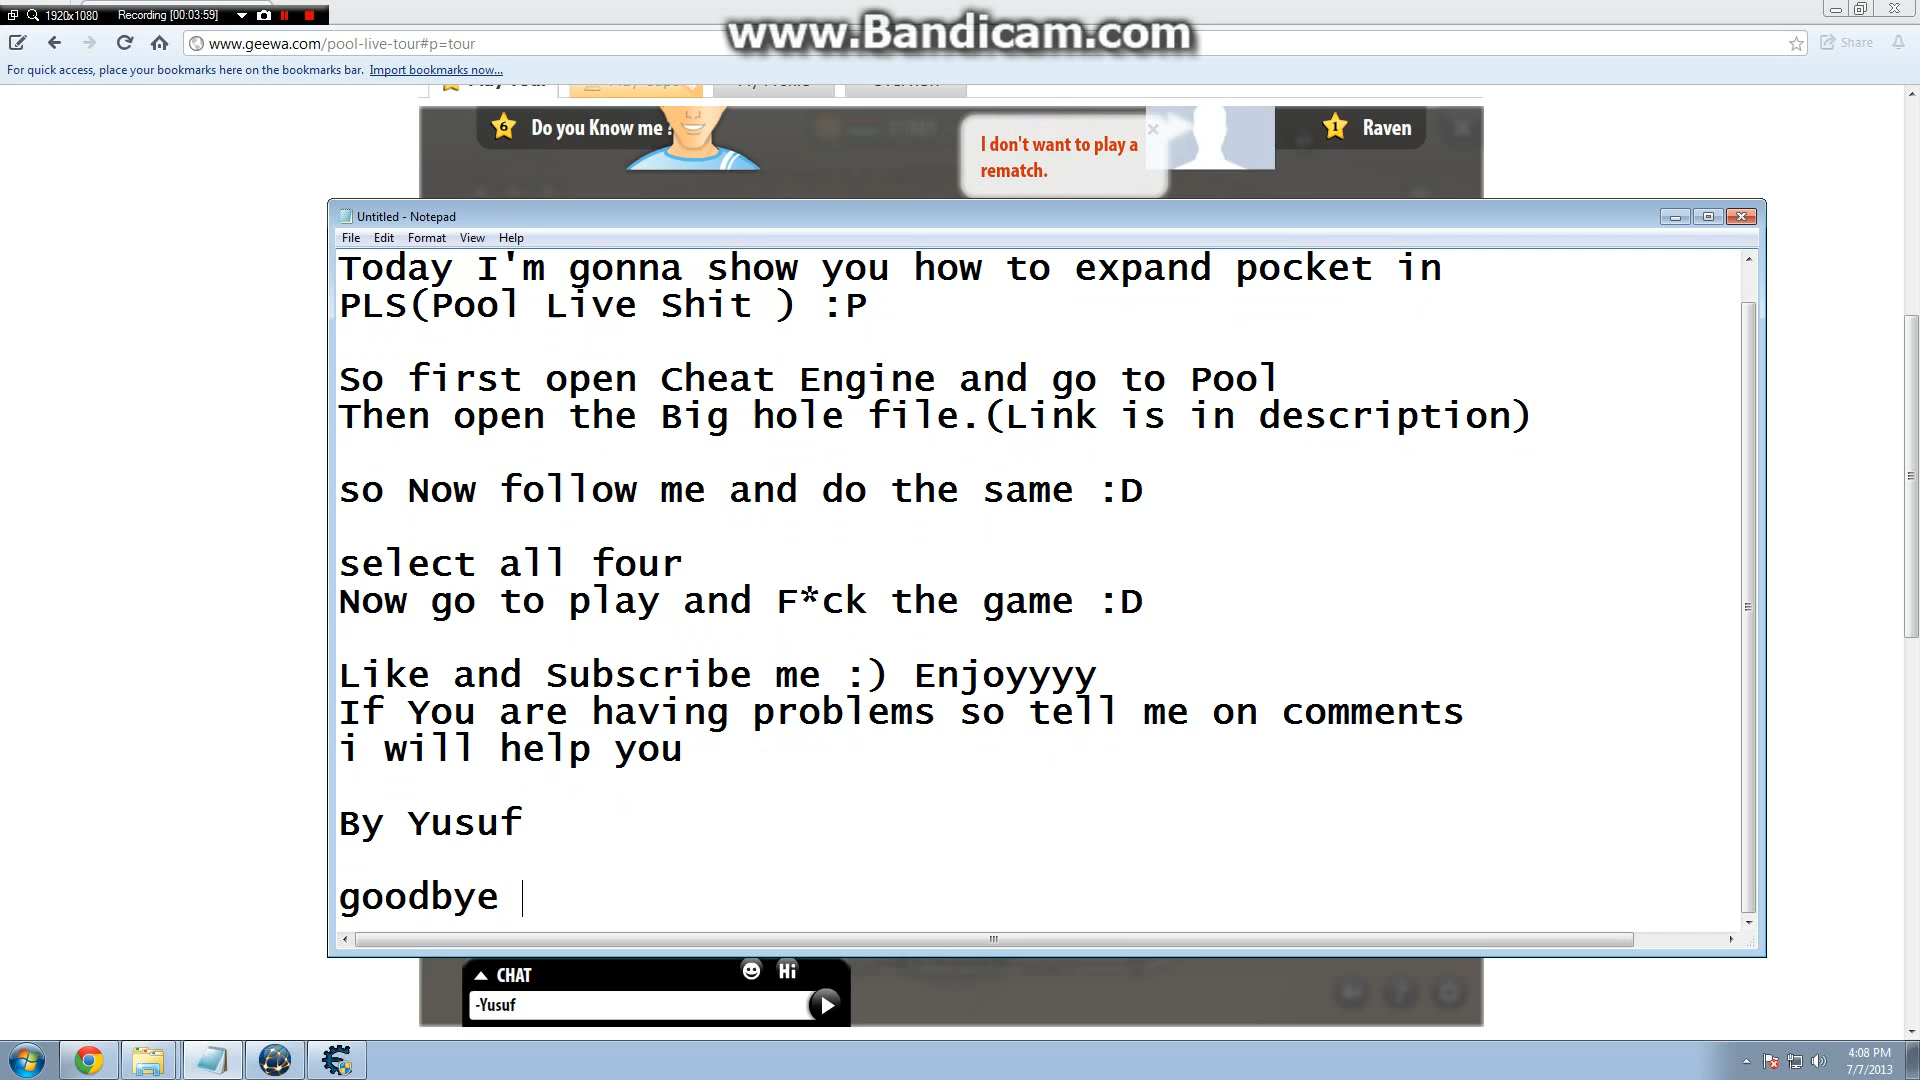 1920x1080 Recording [00:03:59]
www.Bandicam.com
www.geewa.com/pool-live-tour#p=tour
Share
For quick access, place your bookmarks here on the bookmarks bar. Import bookmarks now...
6 Do you Know me ?
I don't want to play a
rematch.
1 Raven
Untitled - Notepad
File Edit Format View Help
Today I'm gonna show you how to expand pocket in
PLS(Pool Live Shit ) :P
So first open Cheat Engine and go to Pool
Then open the Big hole file.(Link is in description)
so Now follow me and do the same :D
select all four
Now go to play and F*ck the game :D
Like and Subscribe me :) Enjoyyyy
If You are having problems so tell me on comments
i will help you
By Yusuf
goodbye
CHAT Hi
-Yusuf
4:08 PM
7/7/2013